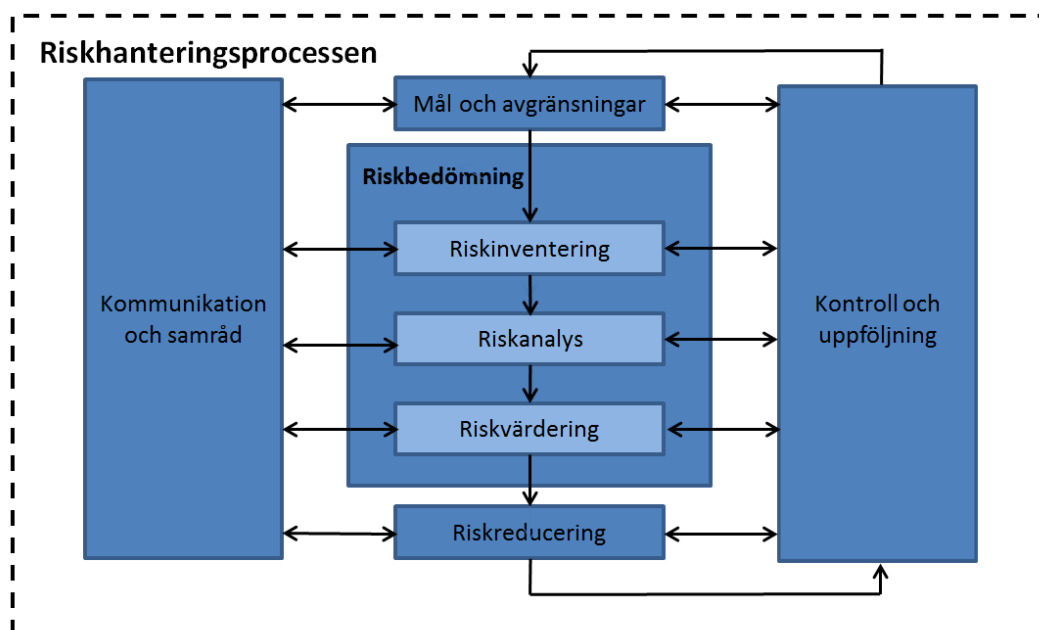 Riskhanteringsprocessen
Mål och avgränsningar
Riskbedömning
Riskinventering
Kommunikation
och samråd
Riskanalys
Kontroll och
uppföljning
Riskvärdering
Riskreducering